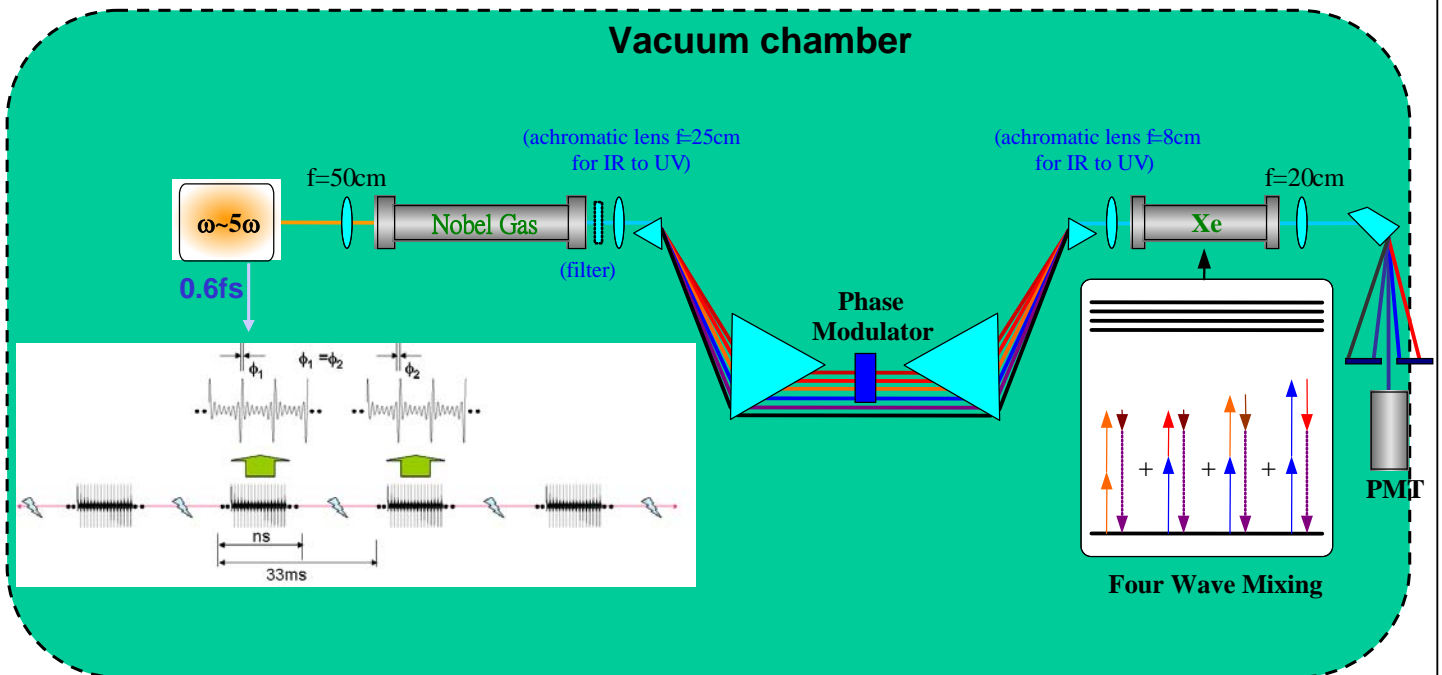 Vacuum chamber
(achromatic lens f=25cm
for IR to UV)
(achromatic lens f=8cm
for IR to UV)
f=50cm
f=20cm
ω~5ω
Nobel Gas
Xe
(filter)
0.6fs
Phase
Modulator
ϕ₁
ϕ₁ =ϕ₂
ϕ₂
ns
33ms
+ + +
PMT
Four Wave Mixing